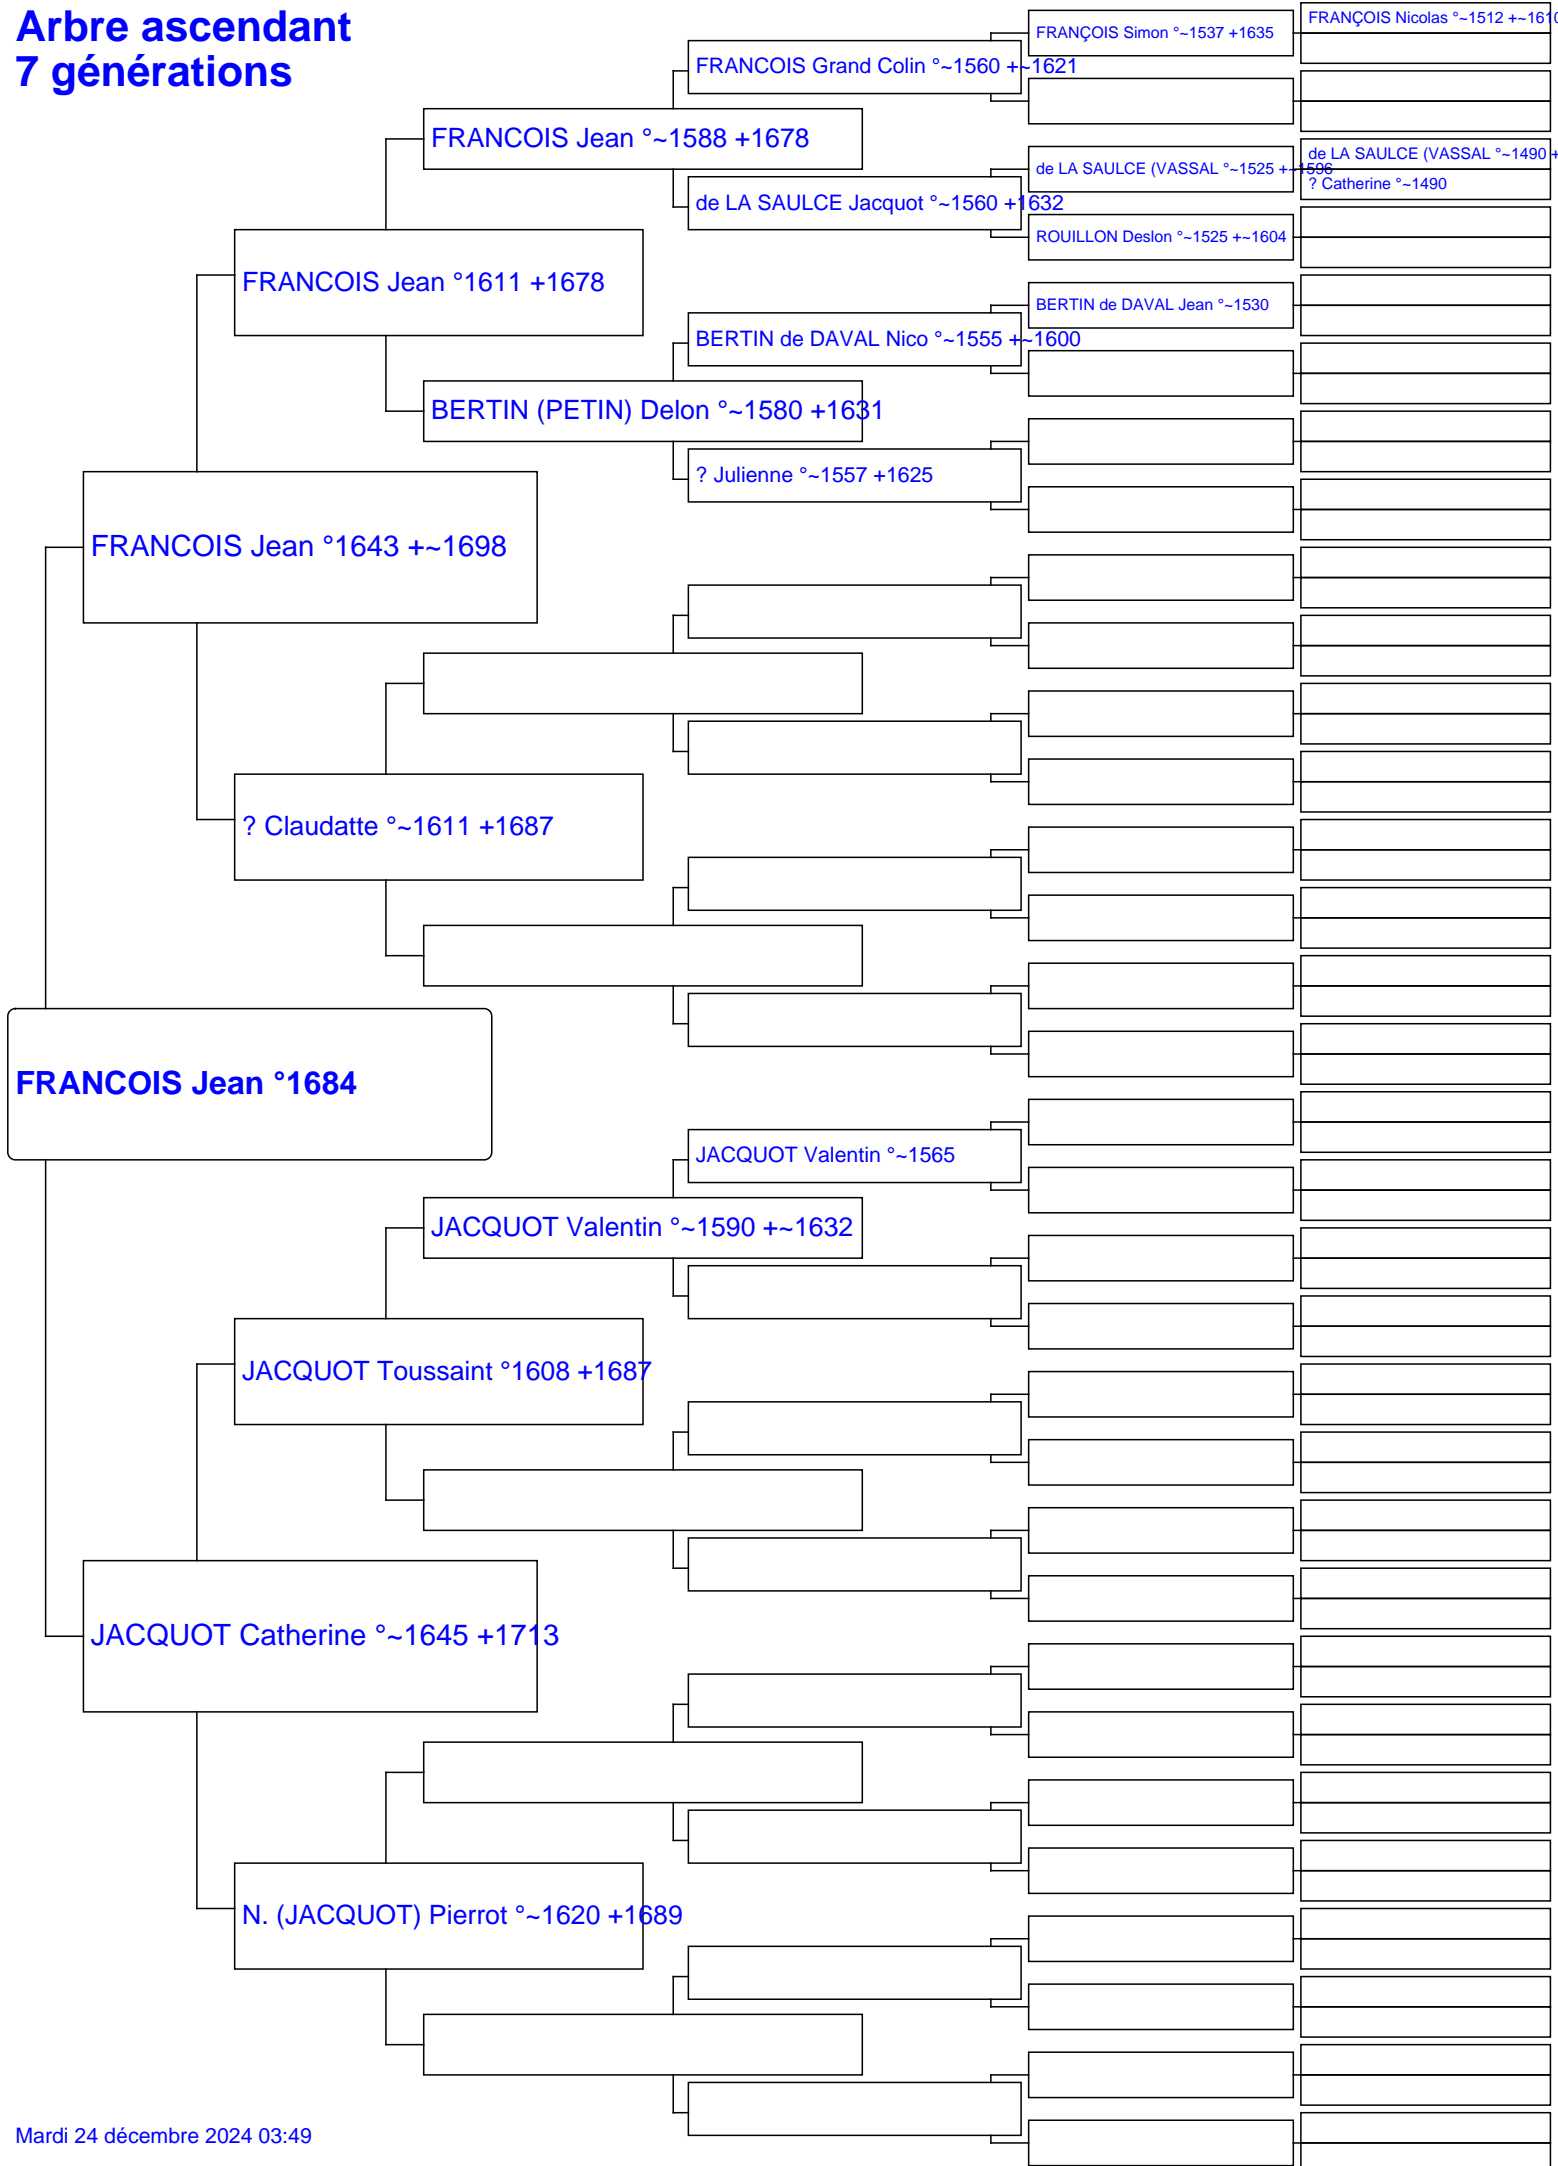 Arbre ascendant
7 générations
FRANÇOIS Nicolas °~1512 +~1610
FRANÇOIS Simon °~1537 +1635
FRANCOIS Grand Colin °~1560 +~1621
FRANCOIS Jean °~1588 +1678
de LA SAULCE (VASSAL °~1490 +
de LA SAULCE (VASSAL °~1525 +~1596
? Catherine °~1490
de LA SAULCE Jacquot °~1560 +1632
ROUILLON Deslon °~1525 +~1604
FRANCOIS Jean °1611 +1678
BERTIN de DAVAL Jean °~1530
BERTIN de DAVAL Nico °~1555 +~1600
BERTIN (PETIN) Delon °~1580 +1631
? Julienne °~1557 +1625
FRANCOIS Jean °1643 +~1698
? Claudatte °~1611 +1687
FRANCOIS Jean °1684
JACQUOT Valentin °~1565
JACQUOT Valentin °~1590 +~1632
JACQUOT Toussaint °1608 +1687
JACQUOT Catherine °~1645 +1713
N. (JACQUOT) Pierrot °~1620 +1689
Mardi 24 décembre 2024 03:49